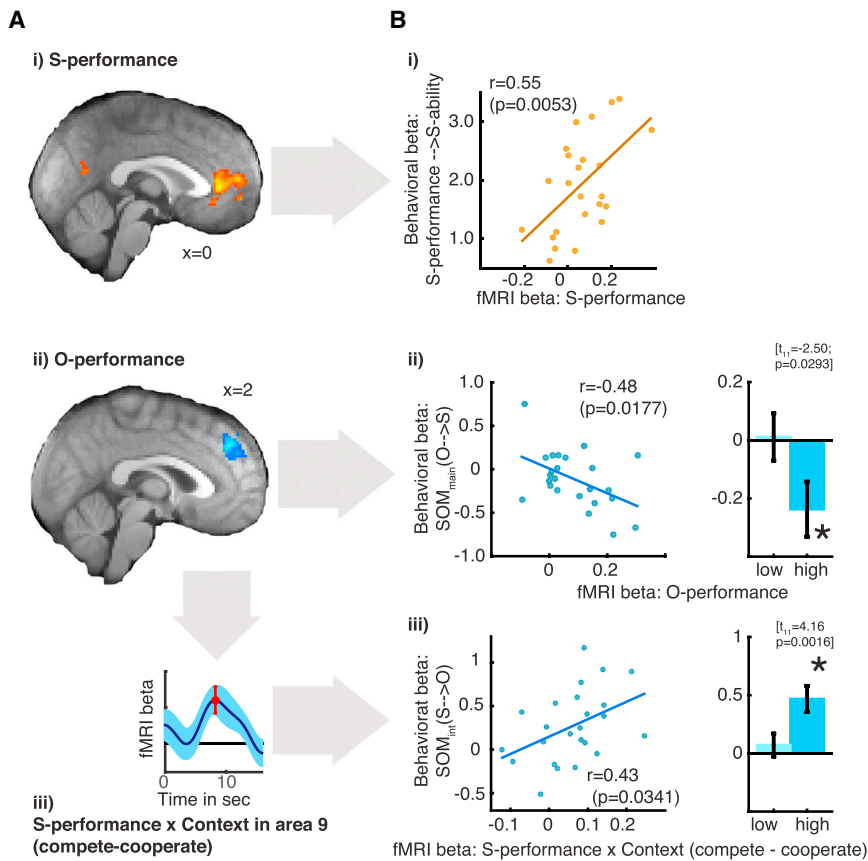 A
B
i) S-performance
x=0
i)
r=0.55
(p=0.0053)
Behavioral beta:
S-performance -->S-ability
3.0
2.0
1.0
-0.2
0
0.2
fMRI beta: S-performance
ii) O-performance
x=2
ii)
r=-0.48
(p=0.0177)
Behavioral beta:
SOMmain(O-->S)
1.0
0.5
0
-0.5
-1.0
0
0.2
[t11=-2.50;
p=0.0293]
0.2
0
-0.2
*
low
high
fMRI beta: O-performance
fMRI beta
0
10
Time in sec
iii)
S-performance x Context in area 9
(compete-cooperate)
iii)
Behaviorat beta:
SOMint(S-->O)
1
0.5
0
-0.5
r=0.43
(p=0.0341)
-0.1
0
0.1
0.2
[t11=4.16
p=0.0016]
1
0.5
0
*
low
high
fMRI beta: S-performance x Context (compete - cooperate)